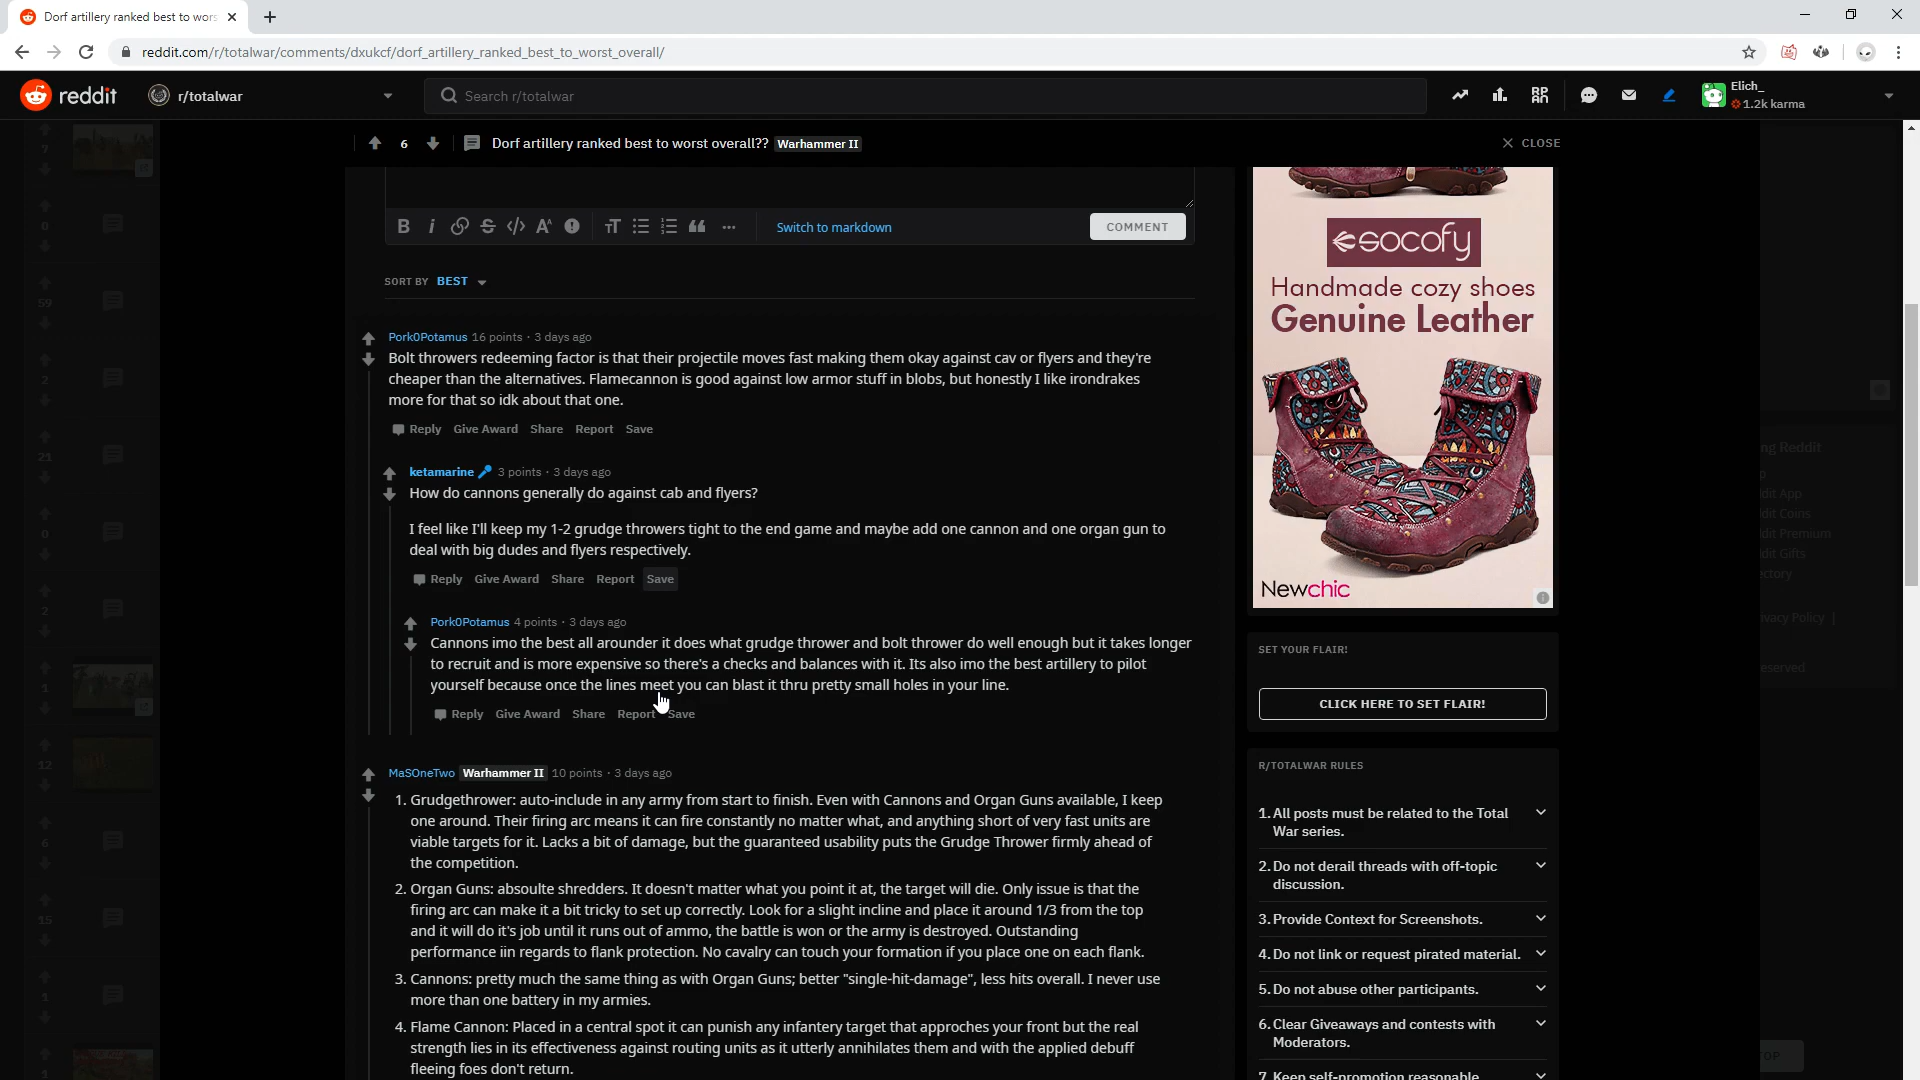 Dorf artillery ranked best to wors
reddit.com/r/totalwar/comments/dxukcf/dorf_artillery_ranked_best_to_worst_overall/
reddit
r/totalwar
Search r/totalwar
Elich_
1.2k karma
6
Dorf artillery ranked best to worst overall?? Warhammer II
CLOSE
Switch to markdown
COMMENT
SORT BY BEST
Pork0Potamus 16 points · 3 days ago
Bolt throwers redeeming factor is that their projectile moves fast making them okay against cav or flyers and they're
cheaper than the alternatives. Flamecannon is good against low armor stuff in blobs, but honestly I like irondrakes
more for that so idk about that one.
Reply Give Award Share Report Save
ketamarine 3 points · 3 days ago
How do cannons generally do against cab and flyers?
I feel like I'll keep my 1-2 grudge throwers tight to the end game and maybe add one cannon and one organ gun to
deal with big dudes and flyers respectively.
Reply Give Award Share Report Save
Pork0Potamus 4 points · 3 days ago
Cannons imo the best all arounder it does what grudge thrower and bolt thrower do well enough but it takes longer
to recruit and is more expensive so there's a checks and balances with it. Its also imo the best artillery to pilot
yourself because once the lines meet you can blast it thru pretty small holes in your line.
Reply Give Award Share Report Save
MaSOneTwo Warhammer II 10 points · 3 days ago
1. Grudgethrower: auto-include in any army from start to finish. Even with Cannons and Organ Guns available, I keep
one around. Their firing arc means it can fire constantly no matter what, and anything short of very fast units are
viable targets for it. Lacks a bit of damage, but the guaranteed usability puts the Grudge Thrower firmly ahead of
the competition.
2. Organ Guns: absoulte shredders. It doesn't matter what you point it at, the target will die. Only issue is that the
firing arc can make it a bit tricky to set up correctly. Look for a slight incline and place it around 1/3 from the top
and it will do it's job until it runs out of ammo, the battle is won or the army is destroyed. Outstanding
performance iin regards to flank protection. No cavalry can touch your formation if you place one on each flank.
3. Cannons: pretty much the same thing as with Organ Guns; better "single-hit-damage", less hits overall. I never use
more than one battery in my armies.
4. Flame Cannon: Placed in a central spot it can punish any infantry target that approches your front but the real
strength lies in its effectiveness against routing units as it utterly annihilates them and with the applied debuff
fleeing foes don't return.
socofy
Handmade cozy shoes
Genuine Leather
Newchic
SET YOUR FLAIR!
CLICK HERE TO SET FLAIR!
R/TOTALWAR RULES
1. All posts must be related to the Total
War series.
2. Do not derail threads with off-topic
discussion.
3. Provide Context for Screenshots.
4. Do not link or request pirated material.
5. Do not abuse other participants.
6. Clear Giveaways and contests with
Moderators.
7. Keep self-promotion reasonable